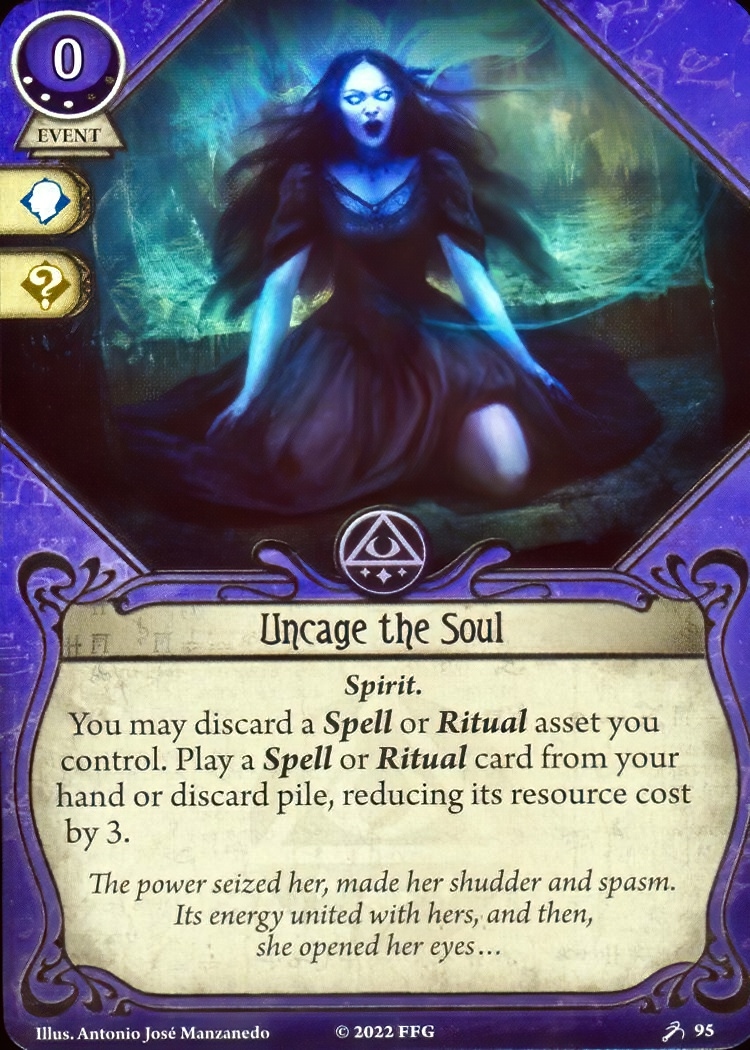 0
EVENT
?
Uncage the Soul
Spirit.
You may discard a Spell or Ritual asset you
control. Play a Spell or Ritual card from your
hand or discard pile, reducing its resource cost
by 3.
The power seized her, made her shudder and spasm.
Its energy united with hers, and then,
she opened her eyes…
Illus. Antonio José Manzanedo © 2022 FFG 95